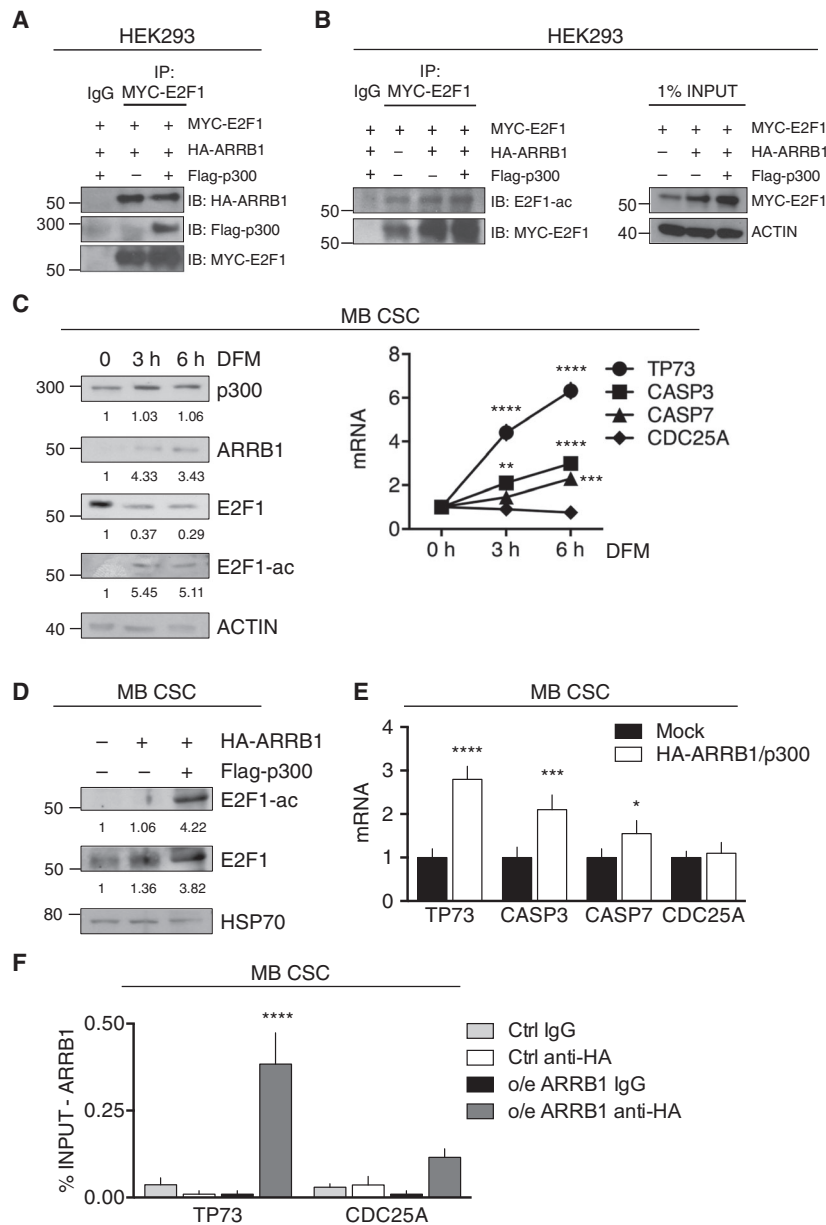 A
HEK293
IP:
IgG MYC-E2F1
+ + + MYC-E2F1
+ + + HA-ARRB1
+ − + Flag-p300
50 IB: HA-ARRB1
300 IB: Flag-p300
IB: MYC-E2F1
50
B
HEK293
IP:
IgG MYC-E2F1
1% INPUT
+ + + + MYC-E2F1
+ − + + HA-ARRB1
+ − − + Flag-p300
IB: E2F1-ac
50
IB: MYC-E2F1
50
+ + + MYC-E2F1
− + + HA-ARRB1
− − + Flag-p300
50 MYC-E2F1
40 ACTIN
C
MB CSC
0 3 h 6 h DFM
300 p300
1 1.03 1.06
50 ARRB1
1 4.33 3.43
50 E2F1
1 0.37 0.29
50 E2F1-ac
1 5.45 5.11
40 ACTIN
mRNA
8
6
4
2
0
0 h 3 h 6 h DFM
****
****
**
****
***
TP73
CASP3
CASP7
CDC25A
D
MB CSC
− + + HA-ARRB1
− − + Flag-p300
50 E2F1-ac
1 1.06 4.22
50 E2F1
1 1.36 3.82
80 HSP70
E
MB CSC
mRNA
4
3
2
1
0
****
***
*
Mock
HA-ARRB1/p300
TP73 CASP3 CASP7 CDC25A
F
MB CSC
% INPUT - ARRB1
0.50
0.25
0.00
****
TP73 CDC25A
Ctrl IgG
Ctrl anti-HA
o/e ARRB1 IgG
o/e ARRB1 anti-HA